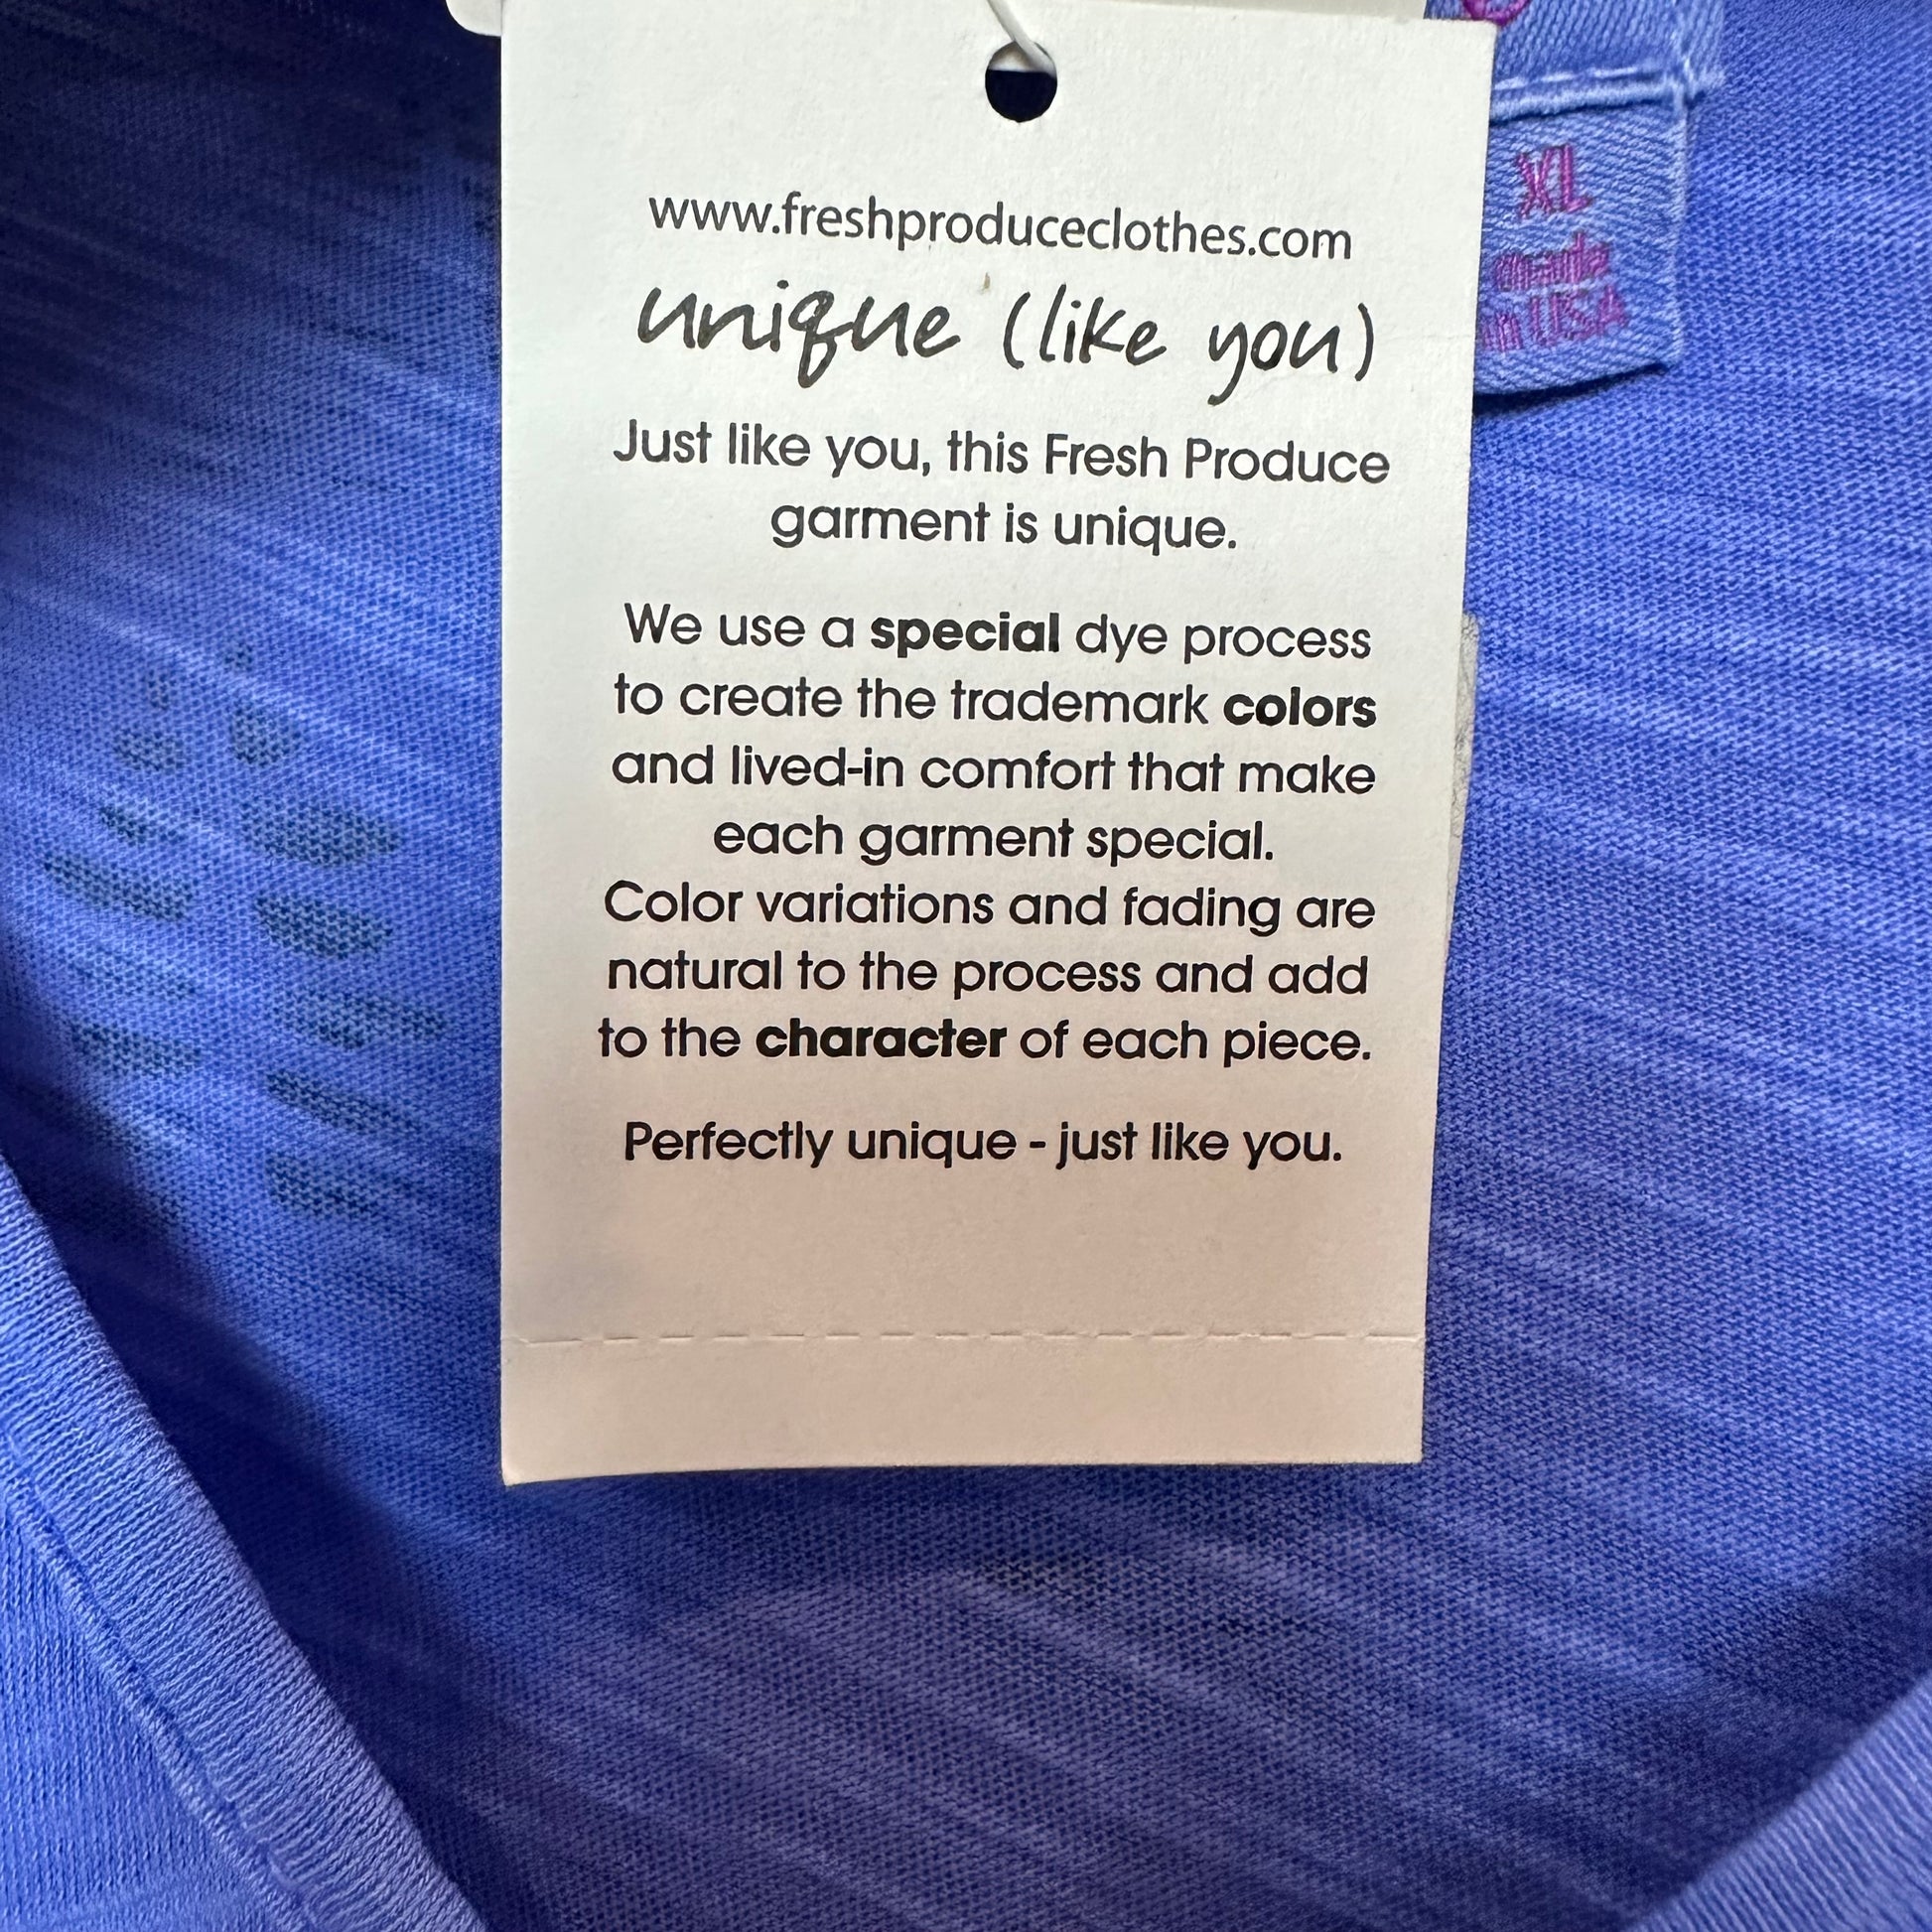 www.freshproduceclothes.com
unique (like you)
Just like you, this Fresh Produce
garment is unique.
We use a special dye process
to create the trademark colors
and lived-in comfort that make
each garment special.
Color variations and fading are
natural to the process and add
to the character of each piece.
Perfectly unique - just like you.
XL
made
in USA